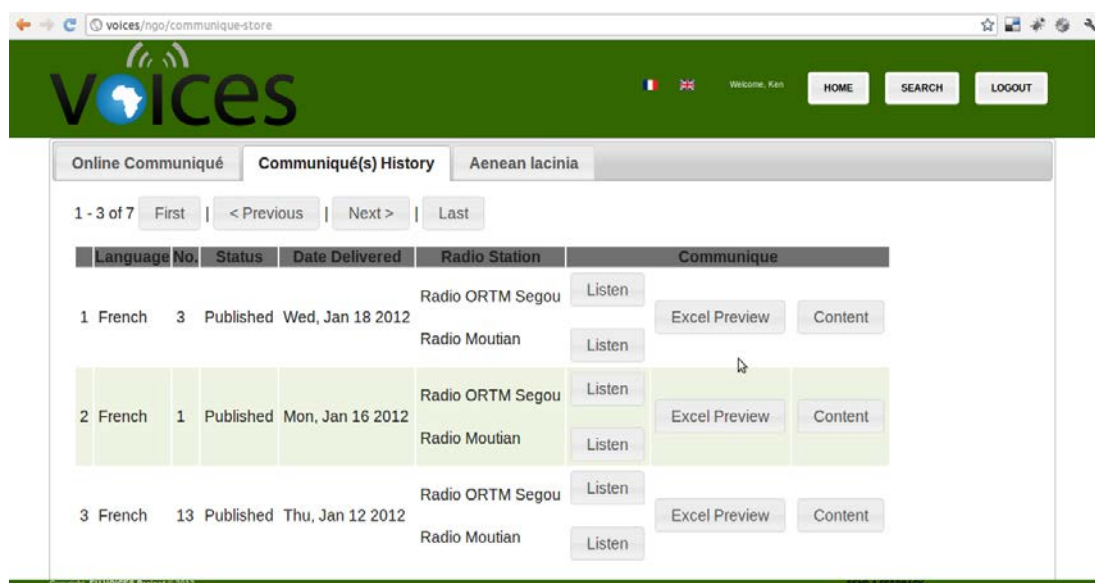 voices/ngo/communique-store
voices
Welcome, Ken
HOME
SEARCH
LOGOUT
Online Communiqué
Communiqué(s) History
Aenean lacinia
1 - 3 of 7 First | < Previous | Next > | Last
Language No. Status Date Delivered Radio Station Communique
1 French 3 Published Wed, Jan 18 2012
Radio ORTM Segou Listen
Radio Moutian Listen
Excel Preview Content
2 French 1 Published Mon, Jan 16 2012
Radio ORTM Segou Listen
Radio Moutian Listen
Excel Preview Content
3 French 13 Published Thu, Jan 12 2012
Radio ORTM Segou Listen
Radio Moutian Listen
Excel Preview Content